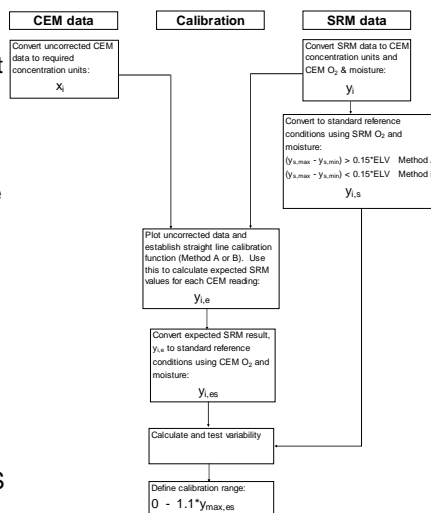 CEM data
Calibration
SRM data
Convert uncorrected CEM
data to required
concentration units:
xi
Convert SRM data to CEM
concentration units and
CEM O2 & moisture:
yi
Convert to standard reference
conditions using SRM O2 and
moisture:
(ys,max - ys,min) > 0.15*ELV Method
(ys,max - ys,min) < 0.15*ELV Method
yi,s
Plot uncorrected data and
establish straight line calibration
function (Method A or B). Use
this to calculate expected SRM
values for each CEM reading:
yi,e
Convert expected SRM result,
yi,e to standard reference
conditions using CEM O2 and
moisture:
yi,es
Calculate and test variability
Define calibration range:
0 - 1.1*ymax,es